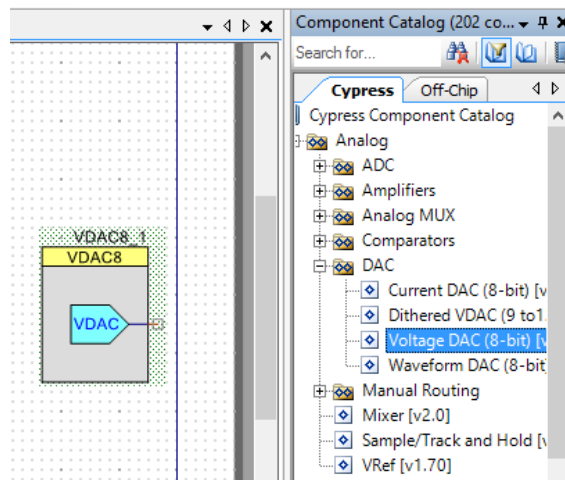 Component Catalog (202 co...
Search for...
Cypress
Off-Chip
Cypress Component Catalog
Analog
ADC
Amplifiers
Analog MUX
Comparators
DAC
Current DAC (8-bit) [v
Dithered VDAC (9 to1
Voltage DAC (8-bit) [v
Waveform DAC (8-bit
Manual Routing
Mixer [v2.0]
Sample/Track and Hold [v
VRef [v1.70]
VDAC8_1
VDAC8
VDAC